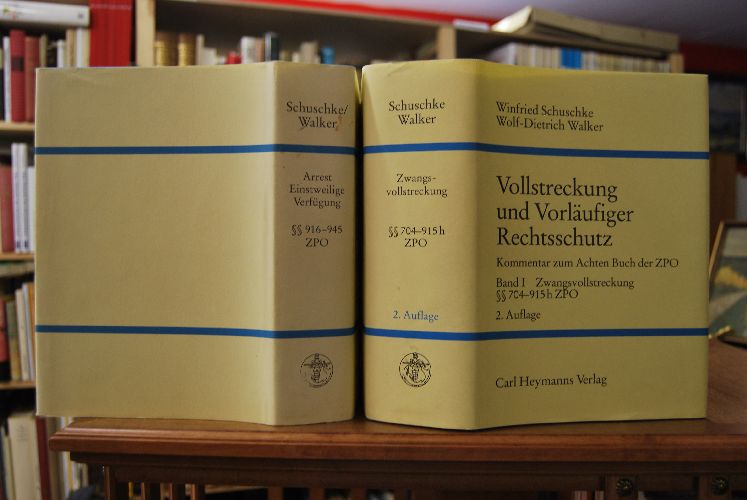 Schuschke/
Walker
Arrest
Einstweilige
Verfügung
§§ 916–945
ZPO
Schuschke
Walker
Zwangs-
vollstreckung
§§ 704–915 h
ZPO
2. Auflage
Winfried Schuschke
Wolf-Dietrich Walker
Vollstreckung
und Vorläufiger
Rechtsschutz
Kommentar zum Achten Buch der ZPO
Band I Zwangsvollstreckung
§§ 704–915 h ZPO
2. Auflage
Carl Heymanns Verlag